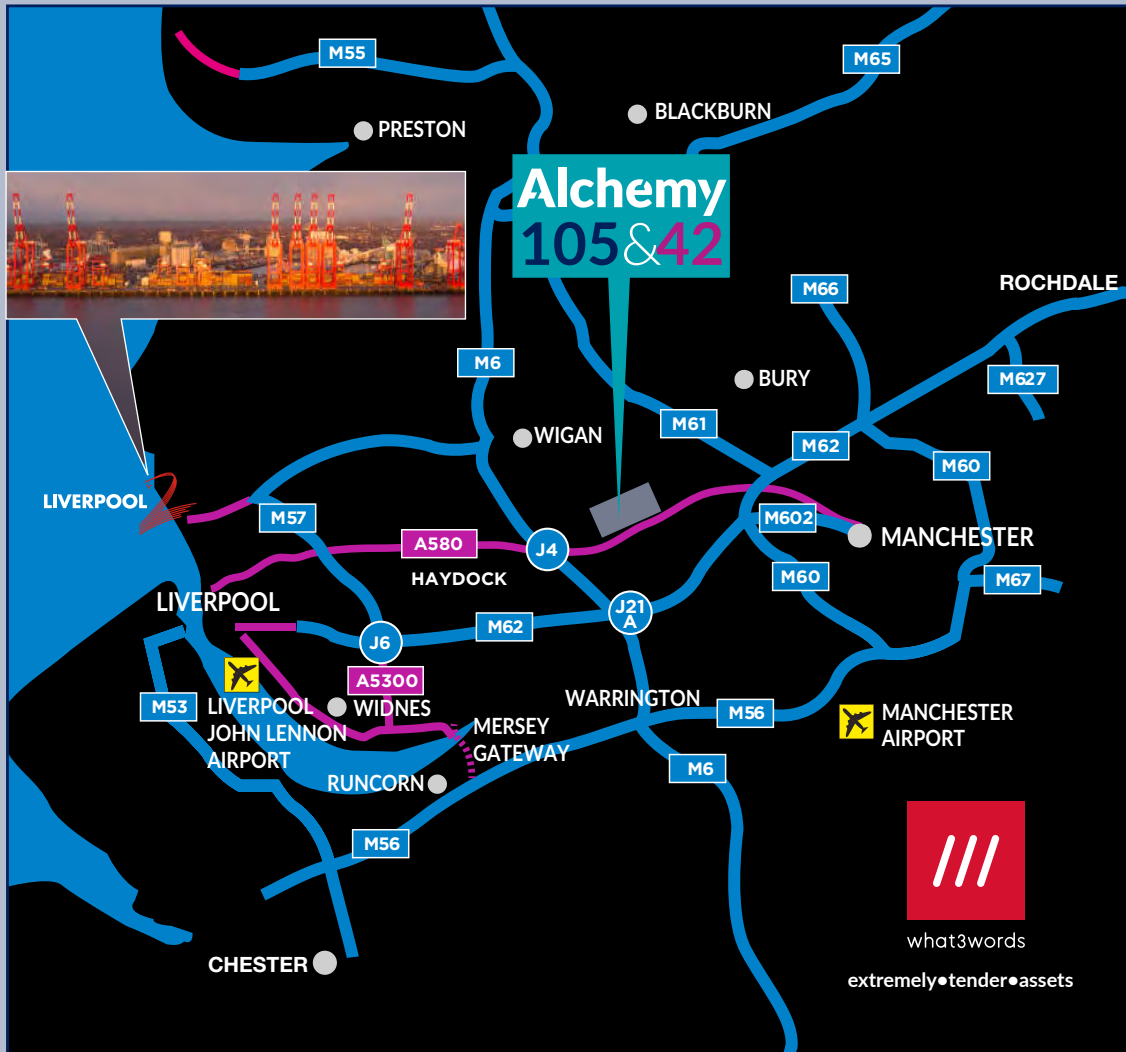 M55
M65
BLACKBURN
PRESTON
Alchemy
105&42
ROCHDALE
M66
M6
M627
BURY
M61
WIGAN
M62
M60
LIVERPOOL
2
M57
M602
MANCHESTER
A580
J4
HAYDOCK
M60
M67
LIVERPOOL
J21
A
M62
J6
A5300
WARRINGTON
M53
LIVERPOOL
JOHN LENNON
AIRPORT
WIDNES
MERSEY
GATEWAY
M56
MANCHESTER
AIRPORT
M6
RUNCORN
M56
what3words
CHESTER
extremely•tender•assets